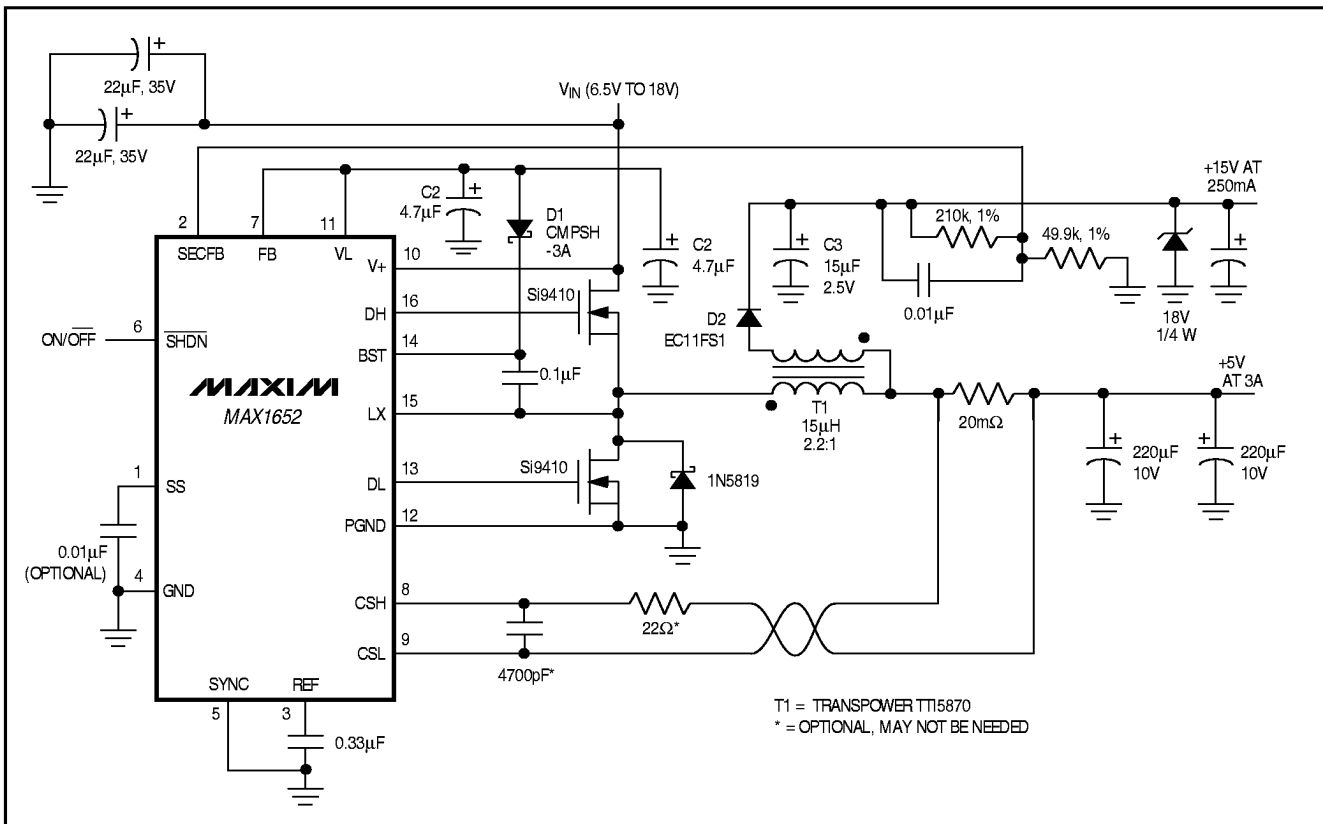 22µF, 35V
22µF, 35V
VIN (6.5V TO 18V)
+15V AT
250mA
C2
4.7µF
D1
CMPSH
-3A
C2
4.7µF
C3
15µF
2.5V
210k, 1%
49.9k, 1%
0.01µF
18V
1/4 W
D2
EC11FS1
2
7
11
SECFB
FB
VL
V+
10
Si9410
DH
16
ON/OFF
6
SHDN
BST
14
0.1µF
MAXIM
MAX1652
LX
15
T1
15µH
2.2:1
20mΩ
+5V
AT 3A
220µF
10V
220µF
10V
1
SS
Si9410
DL
13
1N5819
PGND
12
0.01µF
(OPTIONAL)
4
GND
CSH
8
22Ω*
CSL
9
4700pF*
SYNC
REF
5
3
0.33µF
T1 = TRANSPOWER TTI5870
* = OPTIONAL, MAY NOT BE NEEDED